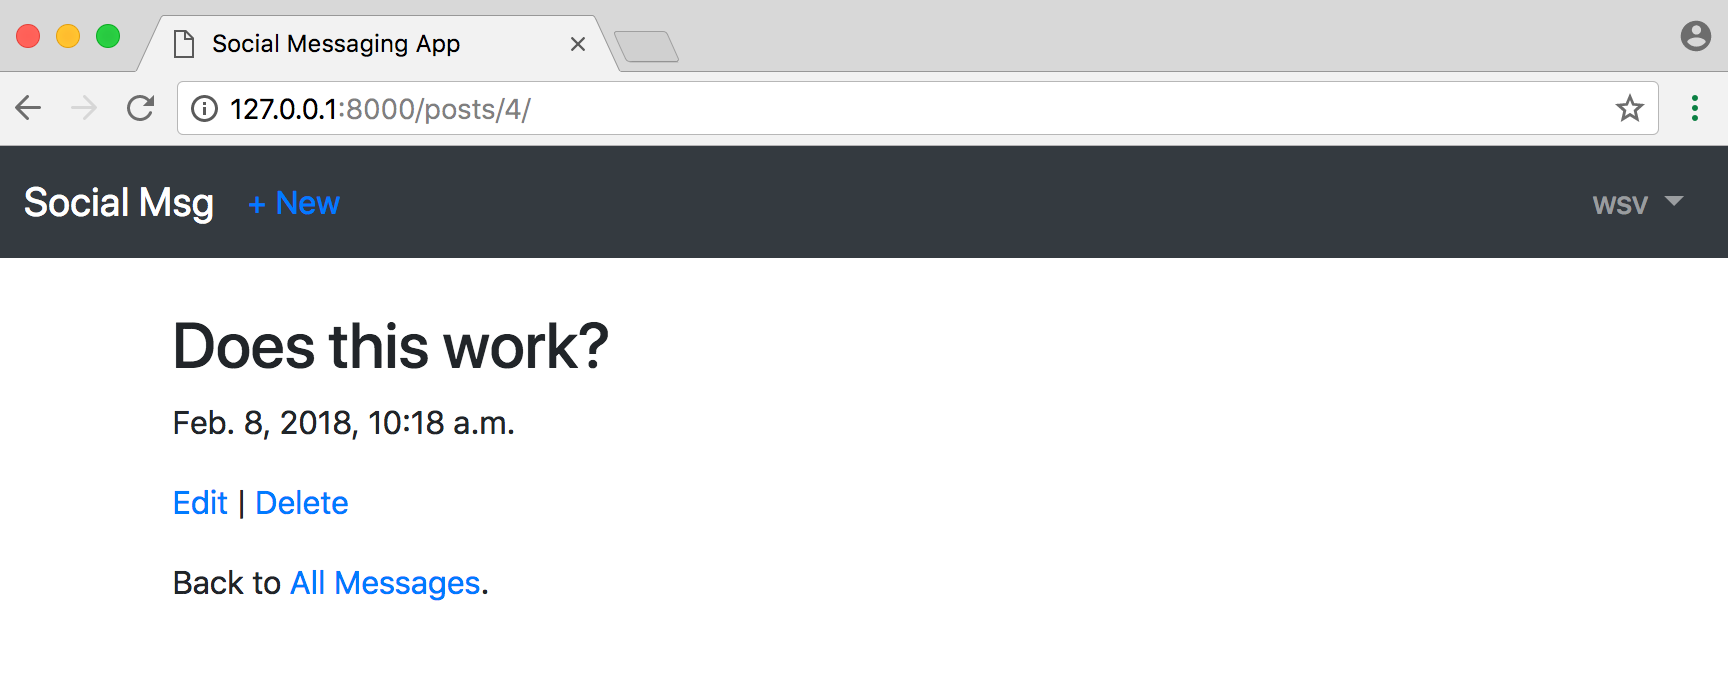 Social Messaging App
127.0.0.1:8000/posts/4/
Social Msg + New wsv
Does this work?
Feb. 8, 2018, 10:18 a.m.
Edit | Delete
Back to All Messages.